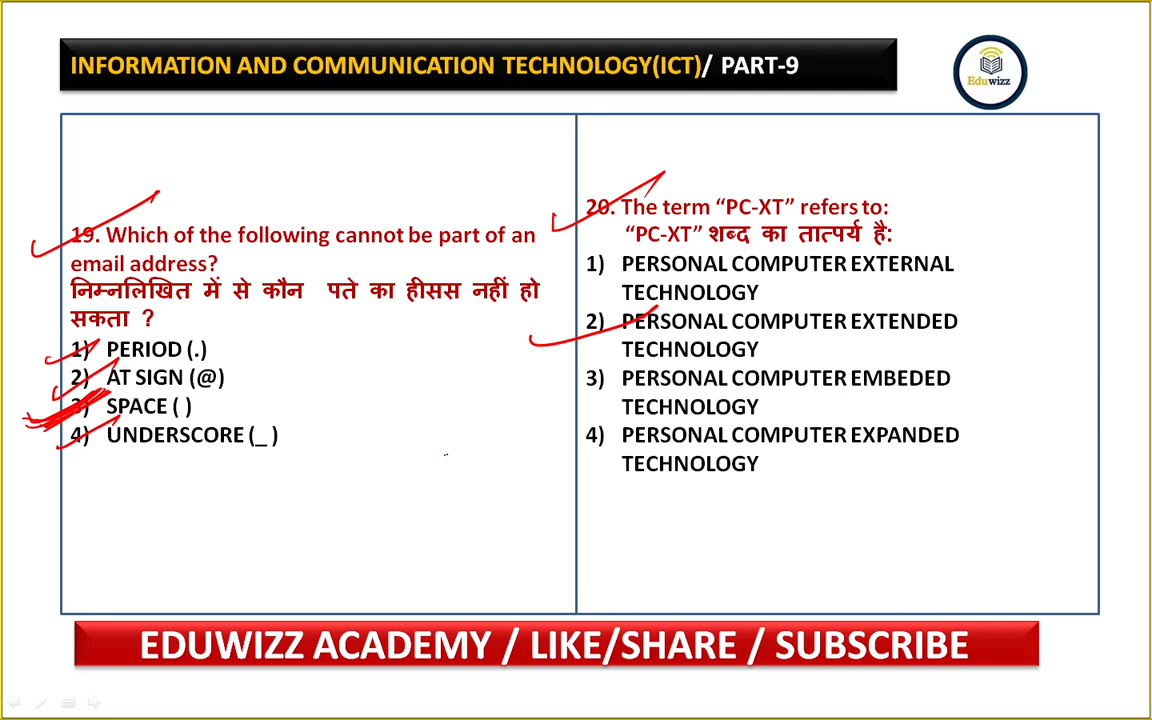 INFORMATION AND COMMUNICATION TECHNOLOGY(ICT)/ PART-9
Eduwizz
19. Which of the following cannot be part of an
email address?
निम्नलिखित में से कौन पते का हीसस नहीं हो
सकता ?
1) PERIOD (.)
2) AT SIGN (@)
3) SPACE ( )
4) UNDERSCORE (_ )
20. The term “PC-XT” refers to:
“PC-XT” शब्द का तात्पर्य है:
1) PERSONAL COMPUTER EXTERNAL
TECHNOLOGY
2) PERSONAL COMPUTER EXTENDED
TECHNOLOGY
3) PERSONAL COMPUTER EMBEDED
TECHNOLOGY
4) PERSONAL COMPUTER EXPANDED
TECHNOLOGY
EDUWIZZ ACADEMY / LIKE/SHARE / SUBSCRIBE